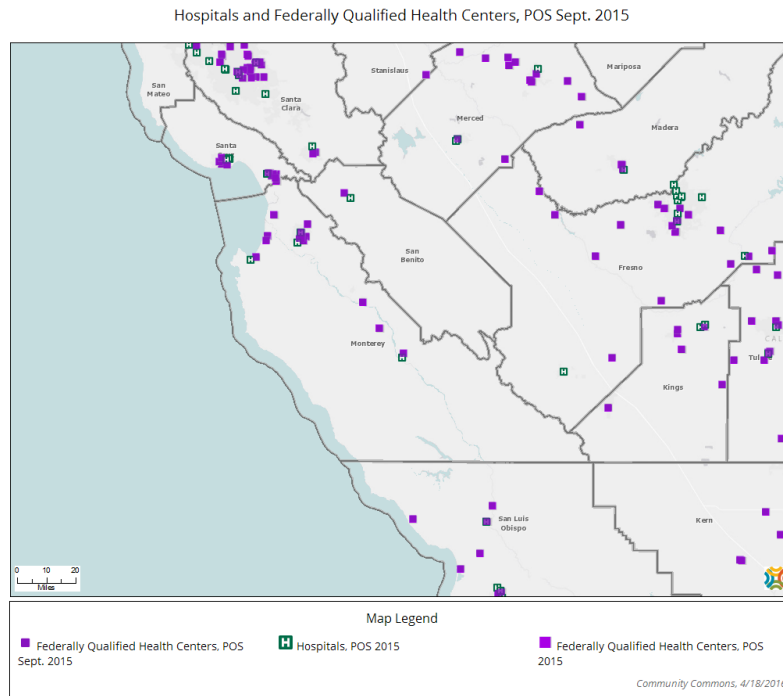 Hospitals and Federally Qualified Health Centers, POS Sept. 2015
San
Mateo
Santa
Clara
Stanislaus
Mariposa
Merced
Madera
Santa
San
Benito
Fresno
Monterey
Kings
San Luis
Obispo
Kern
0 10 20
Miles
Map Legend
Federally Qualified Health Centers, POS
Sept. 2015
Hospitals, POS 2015
Federally Qualified Health Centers, POS
2015
Community Commons, 4/18/2016